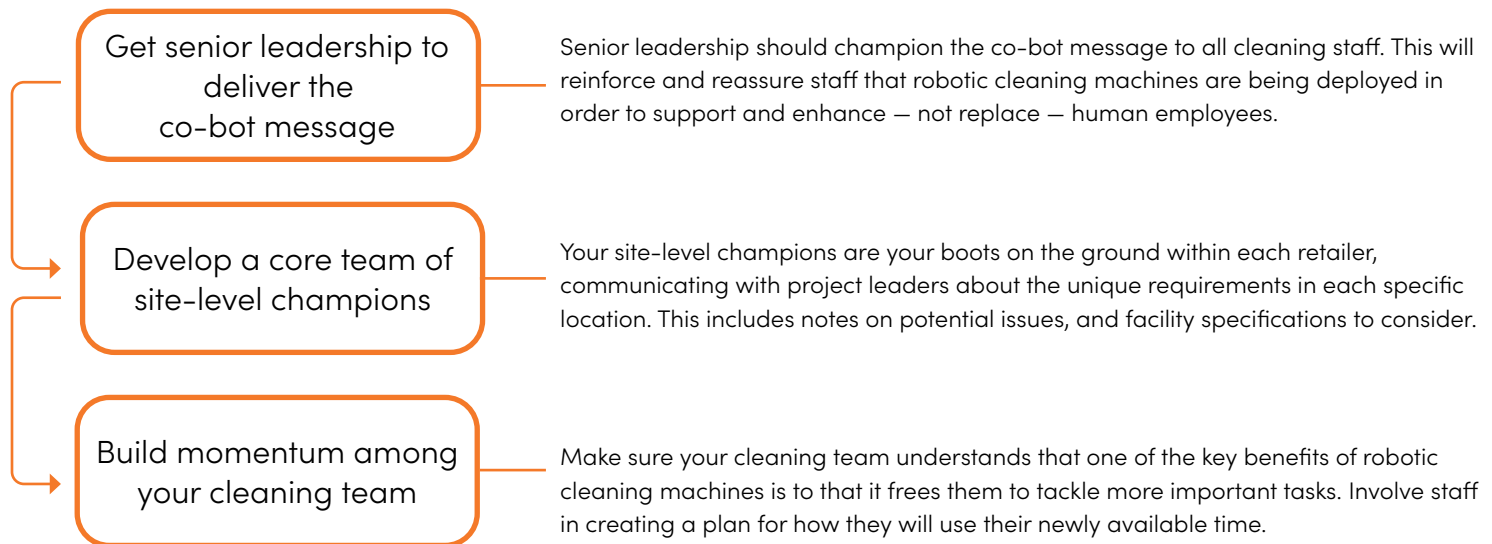 Get senior leadership to
deliver the
co-bot message
Senior leadership should champion the co-bot message to all cleaning staff. This will
reinforce and reassure staff that robotic cleaning machines are being deployed in
order to support and enhance — not replace — human employees.
Develop a core team of
site-level champions
Your site-level champions are your boots on the ground within each retailer,
communicating with project leaders about the unique requirements in each specific
location. This includes notes on potential issues, and facility specifications to consider.
Build momentum among
your cleaning team
Make sure your cleaning team understands that one of the key benefits of robotic
cleaning machines is to that it frees them to tackle more important tasks. Involve staff
in creating a plan for how they will use their newly available time.